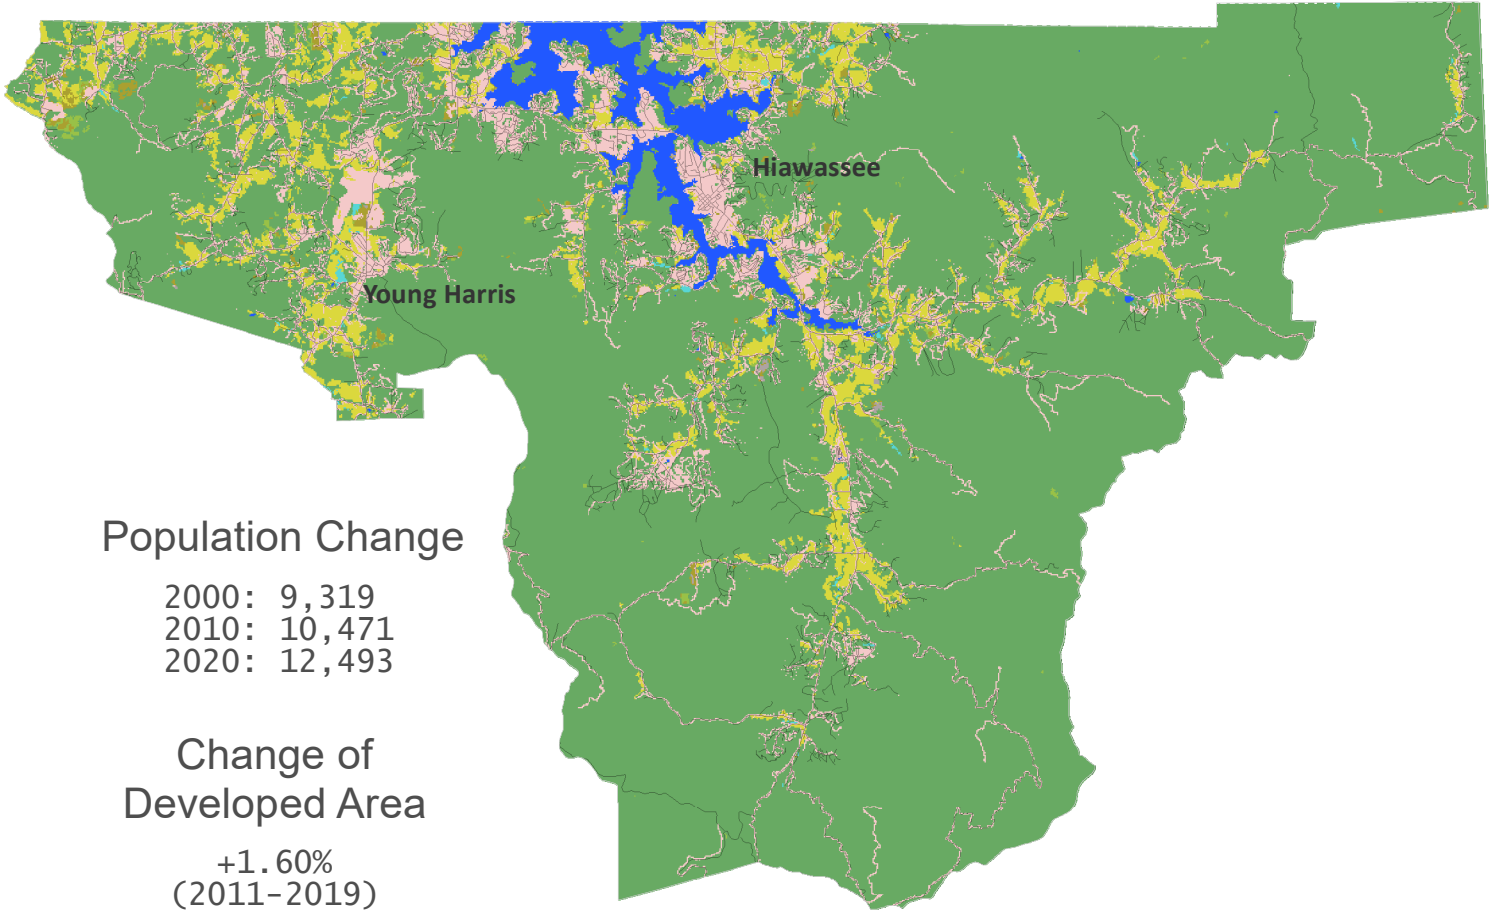 Hiawassee
Young Harris
Population Change
2000: 9,319
2010: 10,471
2020: 12,493
Change of
Developed Area
+1.60%
(2011-2019)